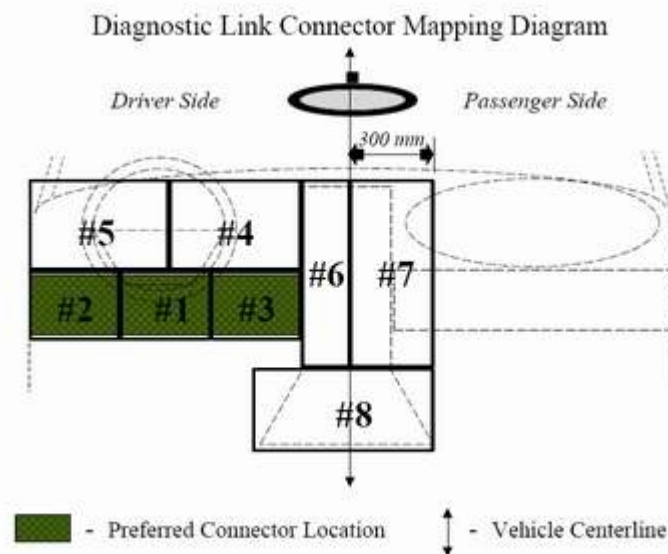 Diagnostic Link Connector Mapping Diagram
Driver Side
Passenger Side
300 mm
#5
#4
#6
#7
#2
#1
#3
#8
- Preferred Connector Location
- Vehicle Centerline